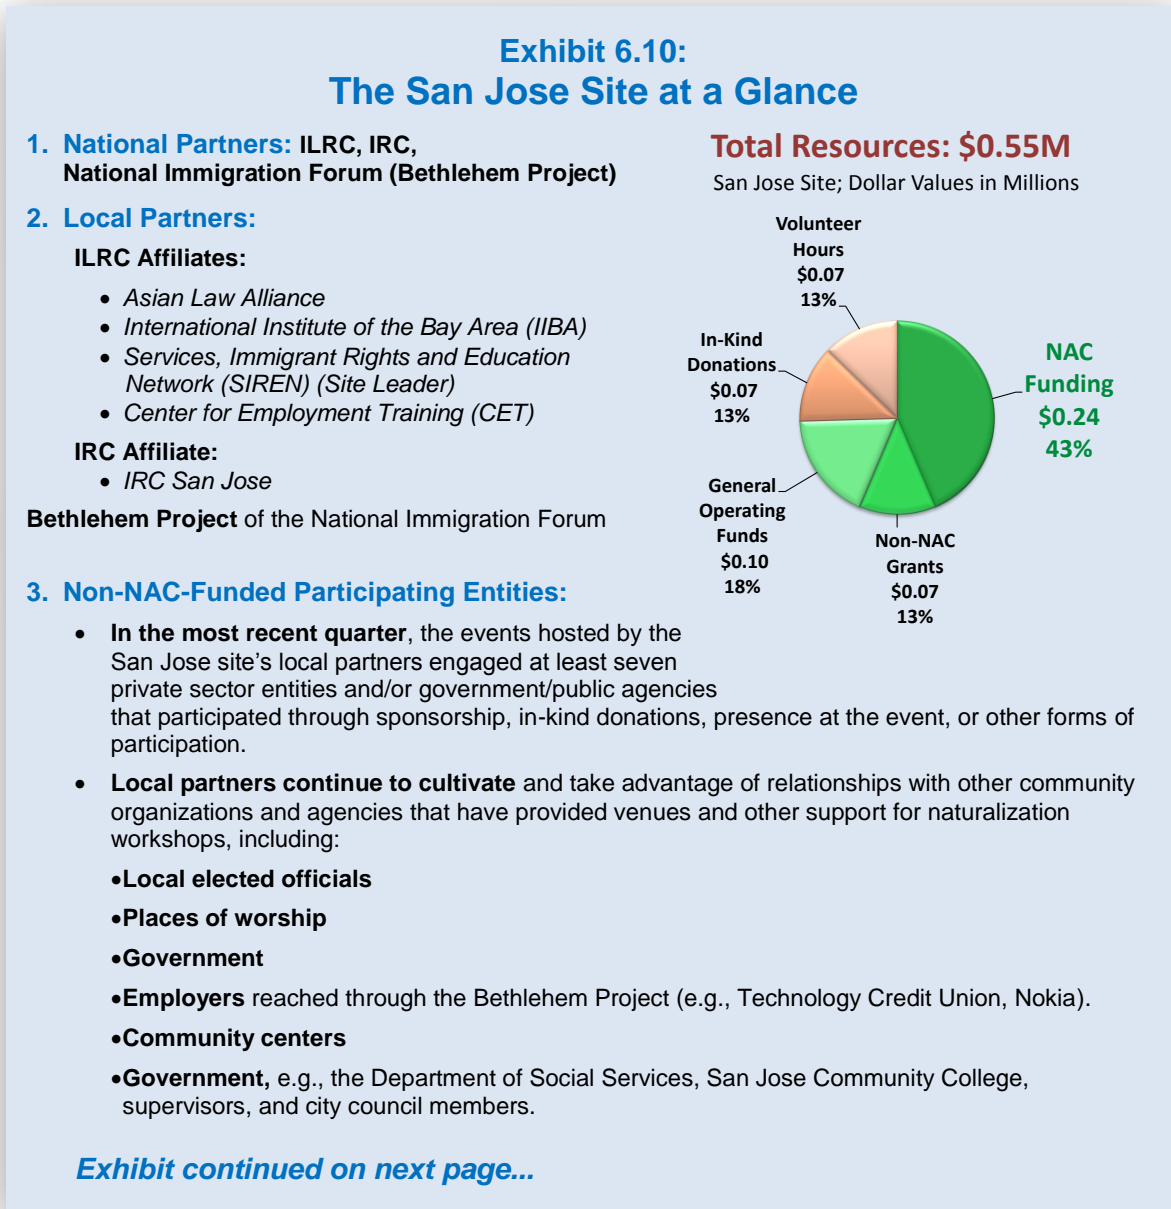 Exhibit 6.10:
The San Jose Site at a Glance
1. National Partners: ILRC, IRC,
National Immigration Forum (Bethlehem Project)
2. Local Partners:
ILRC Affiliates:
• Asian Law Alliance
• International Institute of the Bay Area (IIBA)
• Services, Immigrant Rights and Education
Network (SIREN) (Site Leader)
• Center for Employment Training (CET)
IRC Affiliate:
• IRC San Jose
Bethlehem Project of the National Immigration Forum
Total Resources: $0.55M
San Jose Site; Dollar Values in Millions
Volunteer
Hours
$0.07
13%
In-Kind
Donations
$0.07
13%
NAC
Funding
$0.24
43%
General
Operating
Funds
$0.10
18%
Non-NAC
Grants
$0.07
13%
3. Non-NAC-Funded Participating Entities:
• In the most recent quarter, the events hosted by the
San Jose site's local partners engaged at least seven
private sector entities and/or government/public agencies
that participated through sponsorship, in-kind donations, presence at the event, or other forms of
participation.
• Local partners continue to cultivate and take advantage of relationships with other community
organizations and agencies that have provided venues and other support for naturalization
workshops, including:
•Local elected officials
•Places of worship
•Government
•Employers reached through the Bethlehem Project (e.g., Technology Credit Union, Nokia).
•Community centers
•Government, e.g., the Department of Social Services, San Jose Community College,
supervisors, and city council members.
Exhibit continued on next page...